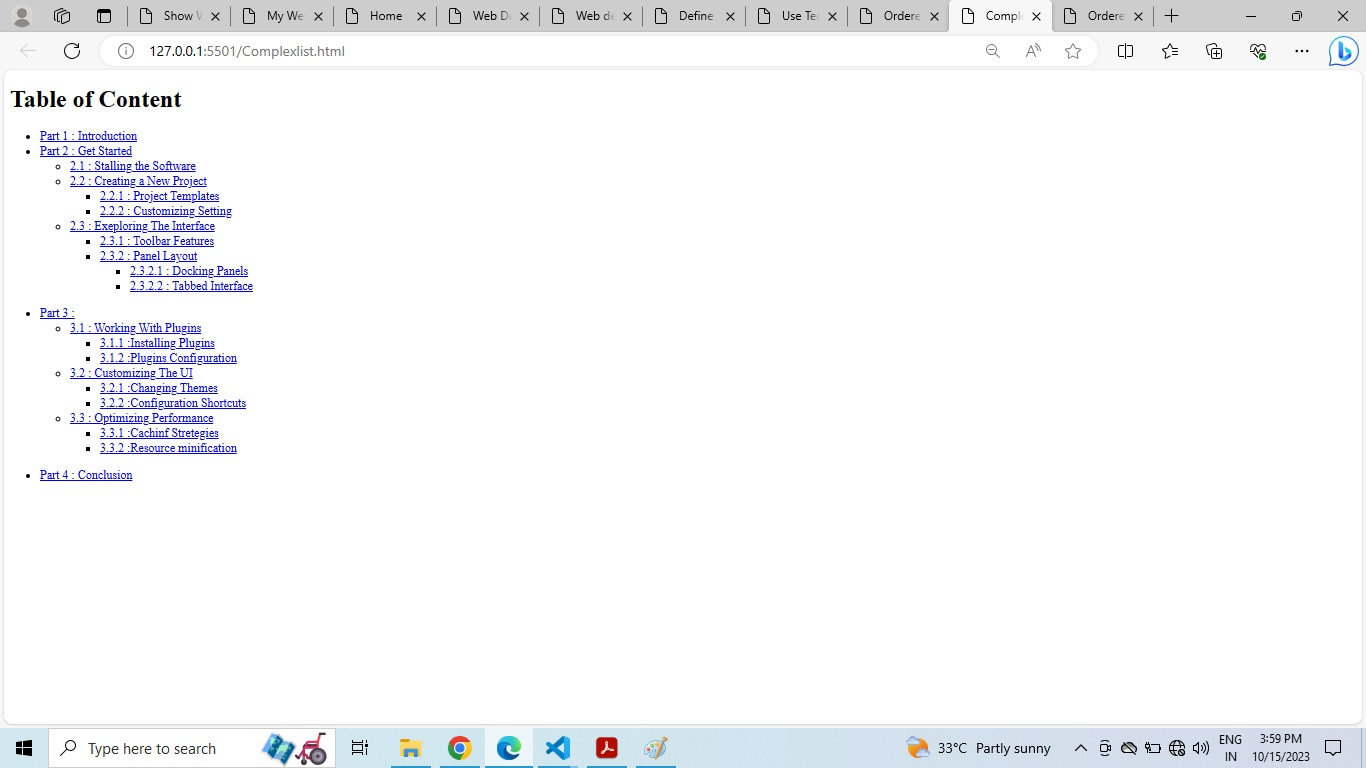 Show W
My We
Home
Web D
Web de
Define
Use Te
Ordere
Compl
Ordere
127.0.0.1:5501/Complexlist.html
Table of Content
Part 1 : Introduction
Part 2 : Get Started
2.1 : Stalling the Software
2.2 : Creating a New Project
2.2.1 : Project Templates
2.2.2 : Customizing Setting
2.3 : Exeploring The Interface
2.3.1 : Toolbar Features
2.3.2 : Panel Layout
2.3.2.1 : Docking Panels
2.3.2.2 : Tabbed Interface
Part 3 :
3.1 : Working With Plugins
3.1.1 :Installing Plugins
3.1.2 :Plugins Configuration
3.2 : Customizing The UI
3.2.1 :Changing Themes
3.2.2 :Configuration Shortcuts
3.3 : Optimizing Performance
3.3.1 :Cachinf Stretegies
3.3.2 :Resource minification
Part 4 : Conclusion
Type here to search
33°C Partly sunny
ENG
IN
3:59 PM
10/15/2023